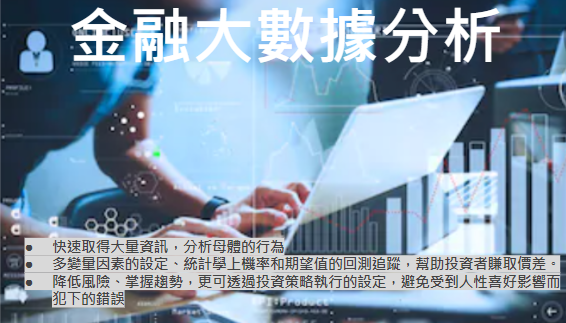 金融大數據分析
● 快速取得大量資訊，分析母體的行為
● 多變量因素的設定、統計學上機率和期望值的回測追蹤，幫助投資者賺取價差。
● 降低風險、掌握趨勢，更可透過投資策略執行的設定，避免受到人性喜好影響而
犯下的錯誤
Product